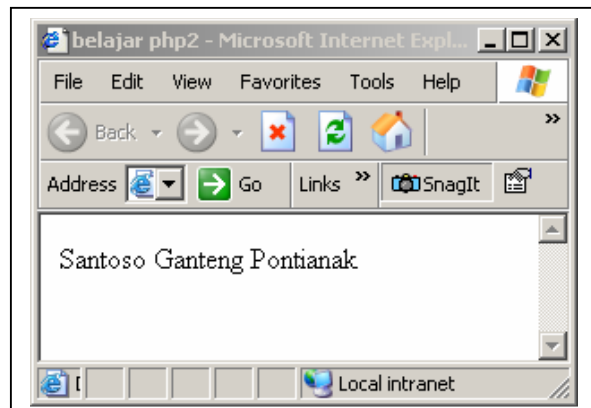 belajar php2 - Microsoft Internet Expl...
File Edit View Favorites Tools Help
Back »
Address Go Links » SnagIt
Santoso Ganteng Pontianak
Local intranet